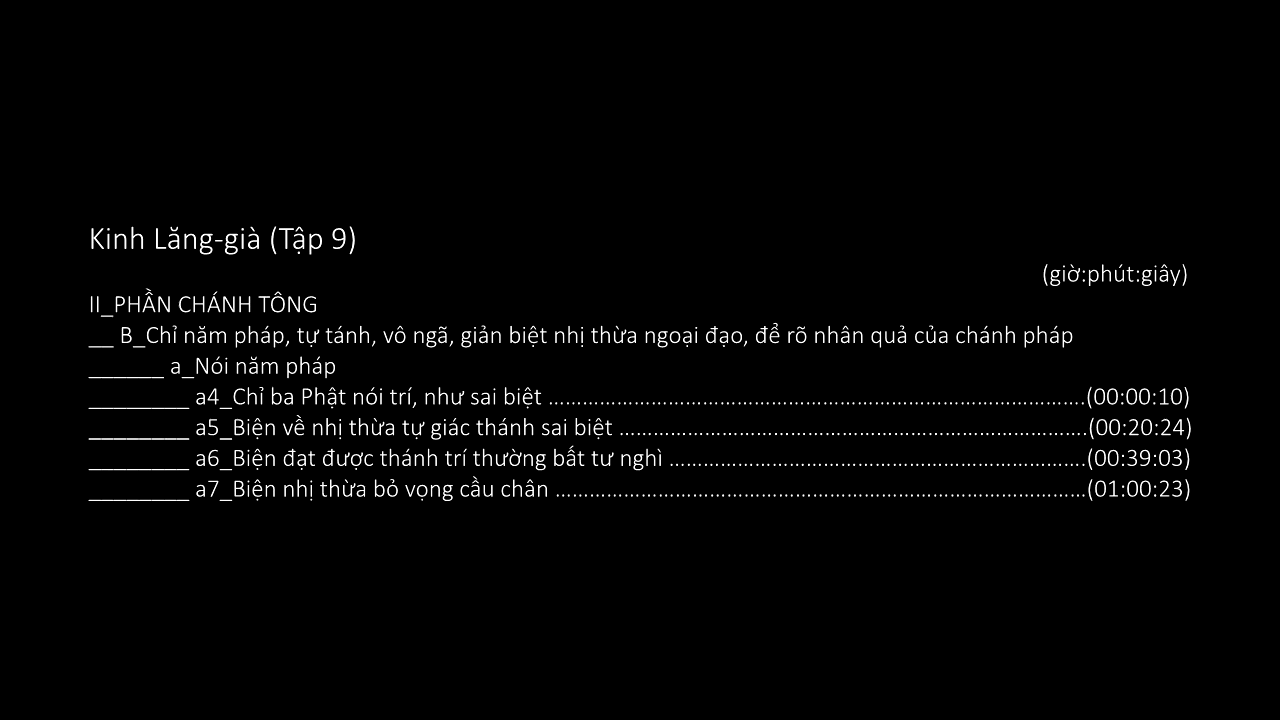 Kinh Lăng-già (Tập 9)
(giờ:phút:giây)
II_PHẦN CHÁNH TÔNG
__ B_Chỉ năm pháp, tự tánh, vô ngã, giản biệt nhị thừa ngoại đạo, để rõ nhân quả của chánh pháp
______ a_Nói năm pháp
________ a4_Chỉ ba Phật nói trí, như sai biệt ……………………………………………………………………………………(00:00:10)
________ a5_Biện về nhị thừa tự giác thánh sai biệt …………………………………………………………………………(00:20:24)
________ a6_Biện đạt được thánh trí thường bất tư nghì …………………………………………………………………(00:39:03)
________ a7_Biện nhị thừa bỏ vọng cầu chân ……………………………………………………………………………………(01:00:23)